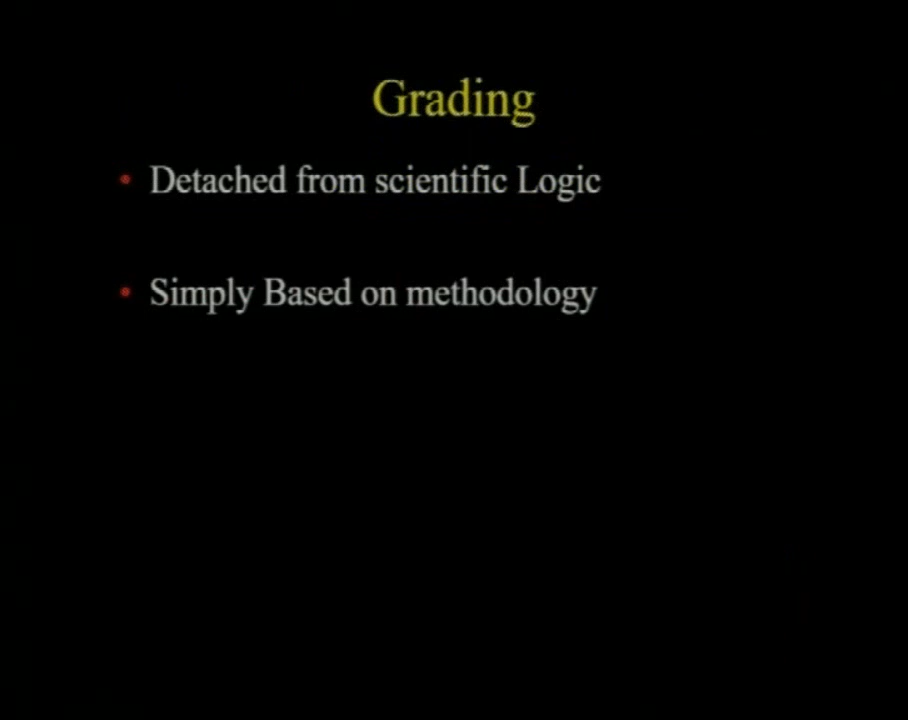 Grading
• Detached from scientific Logic
• Simply Based on methodology